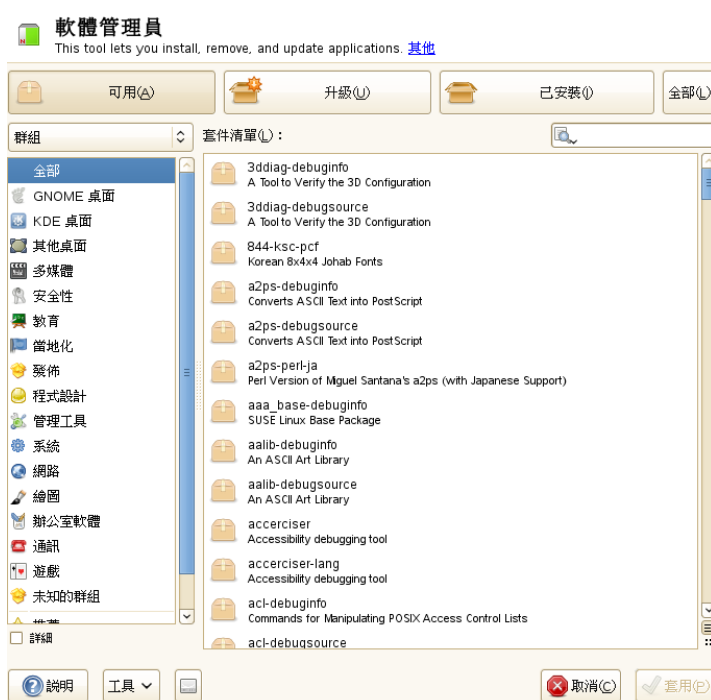 軟體管理員
This tool lets you install, remove, and update applications. 其他
可用(A)
升級(U)
已安裝(I)
全部(L)
群組
套件清單(L)：
全部
GNOME 桌面
KDE 桌面
其他桌面
多媒體
安全性
教育
當地化
發佈
程式設計
管理工具
系統
網路
繪圖
辦公室軟體
通訊
遊戲
未知的群組
詳細
3ddiag-debuginfo
A Tool to Verify the 3D Configuration
3ddiag-debugsource
A Tool to Verify the 3D Configuration
844-ksc-pcf
Korean 8x4x4 Johab Fonts
a2ps-debuginfo
Converts ASCII Text into PostScript
a2ps-debugsource
Converts ASCII Text into PostScript
a2ps-perl-ja
Perl Version of Miguel Santana's a2ps (with Japanese Support)
aaa_base-debuginfo
SUSE Linux Base Package
aalib-debuginfo
An ASCII Art Library
aalib-debugsource
An ASCII Art Library
accerciser
Accessibility debugging tool
accerciser-lang
Accessibility debugging tool
acl-debuginfo
Commands for Manipulating POSIX Access Control Lists
acl-debugsource
說明
工具
取消(C)
套用(P)